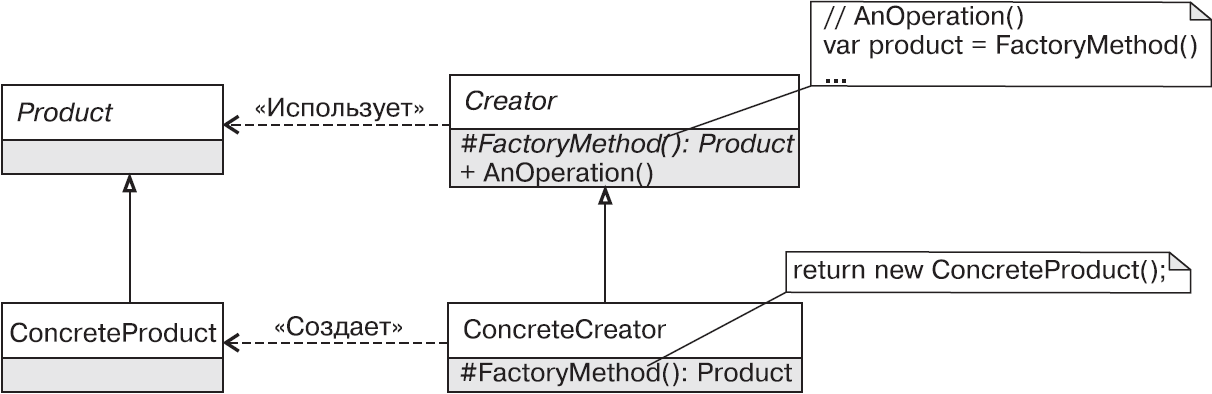 // AnOperation()
var product = FactoryMethod()
...
Product
«Использует»
Creator
#FactoryMethod(): Product
+ AnOperation()
return new ConcreteProduct();
ConcreteProduct
«Создает»
ConcreteCreator
#FactoryMethod(): Product